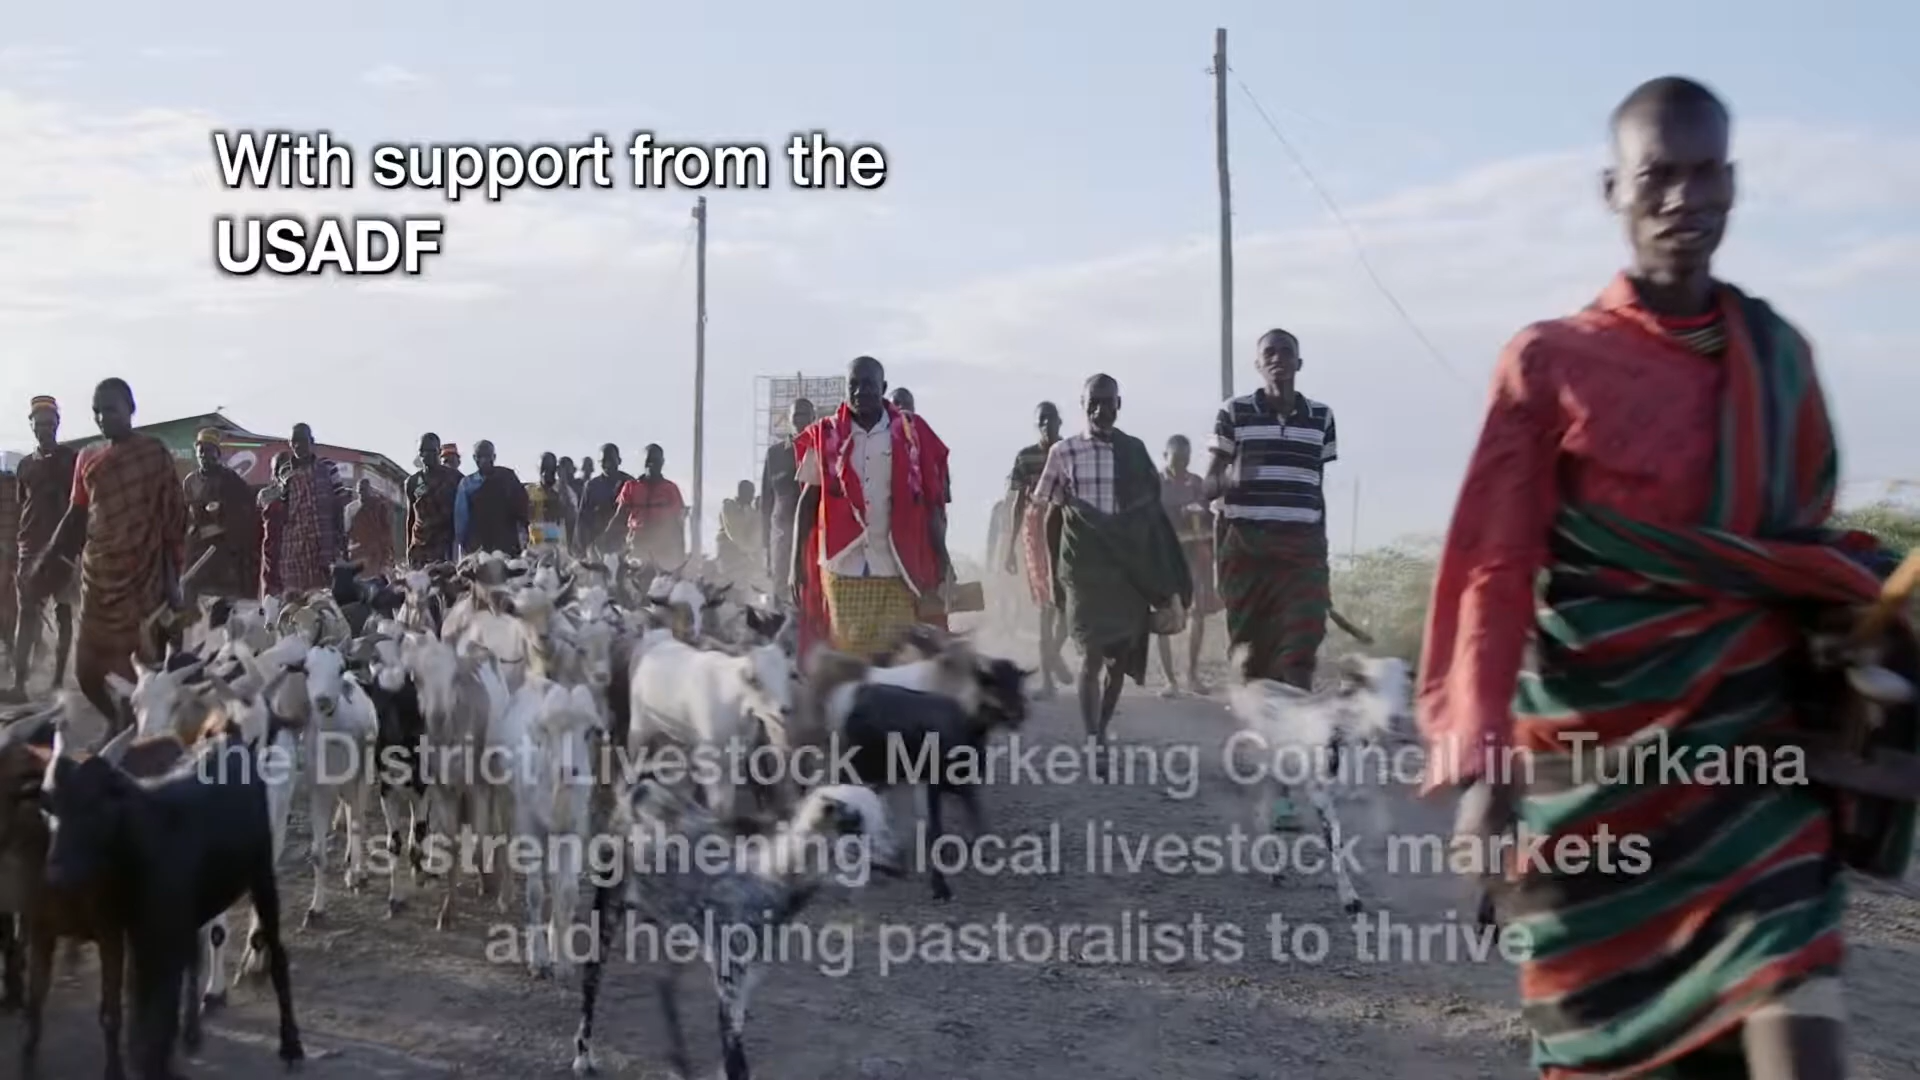 With support from the
USADF
the District Livestock Marketing Council in Turkana
is strengthening local livestock markets
and helping pastoralists to thrive